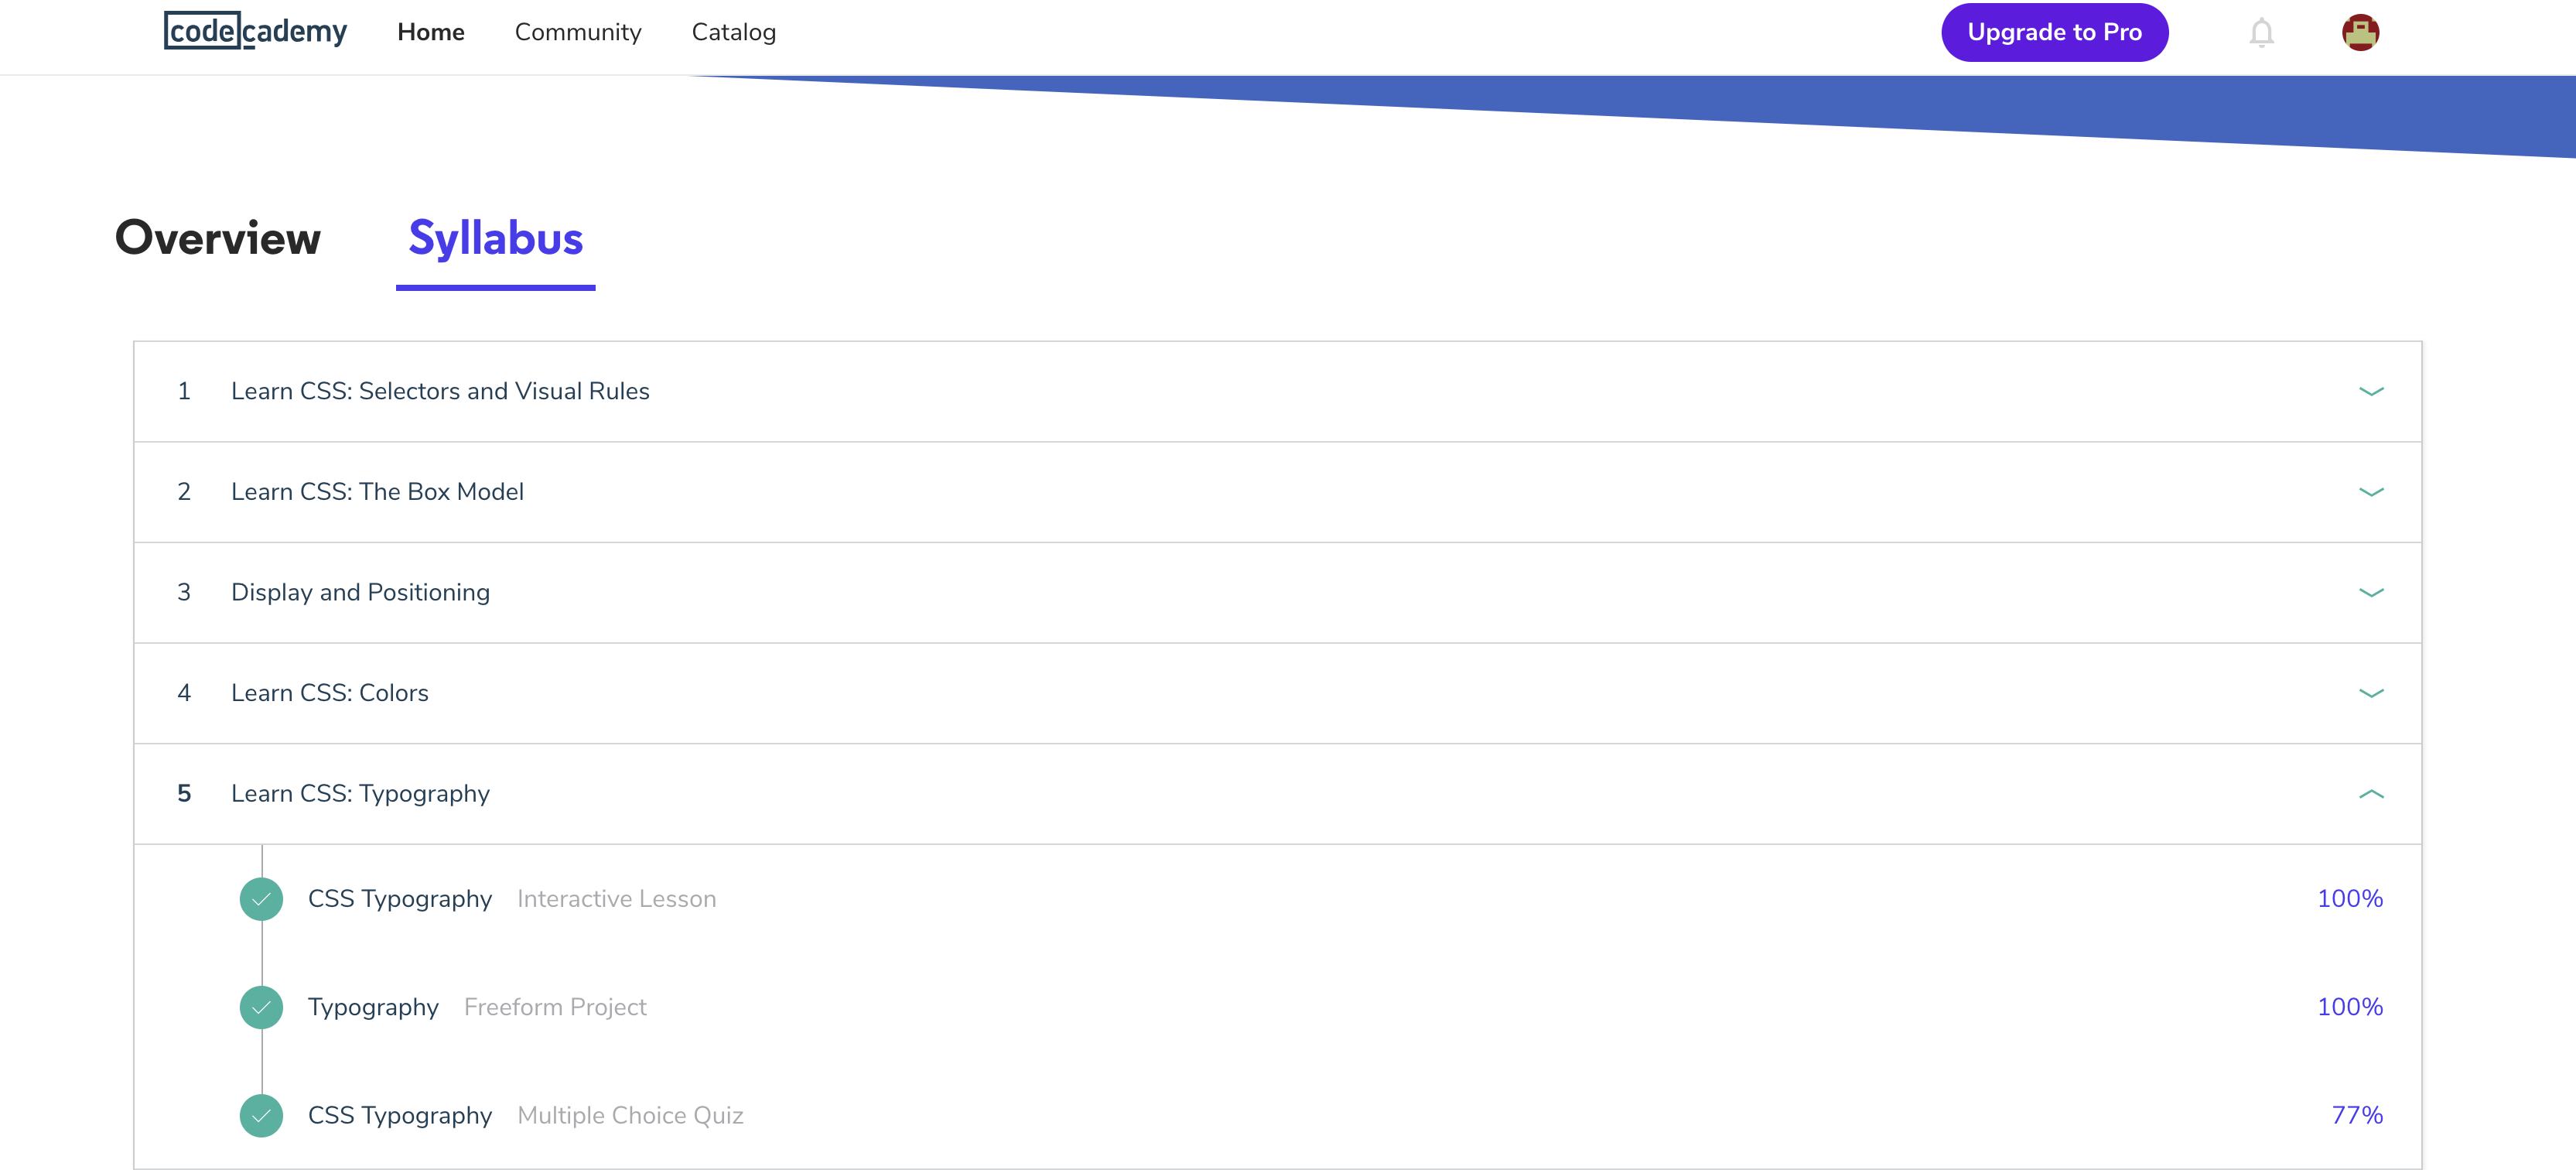 codecademy Home Community Catalog Upgrade to Pro
Overview Syllabus
1 Learn CSS: Selectors and Visual Rules
2 Learn CSS: The Box Model
3 Display and Positioning
4 Learn CSS: Colors
5 Learn CSS: Typography
CSS Typography Interactive Lesson 100%
Typography Freeform Project 100%
CSS Typography Multiple Choice Quiz 77%